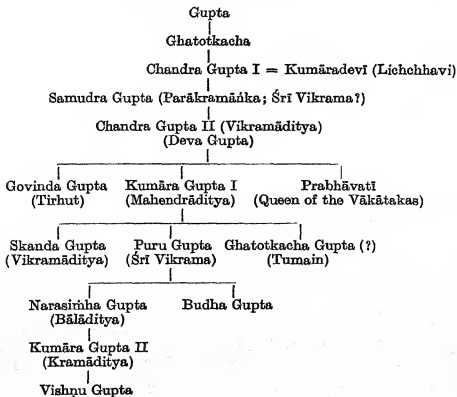 Gupta
Ghatotkacha
Chandra Gupta I = Kumāradevī (Lichchhavi)
Samudra Gupta (Parākramāṅka; Śrī Vikrama?)
Chandra Gupta II (Vikramāditya)
(Deva Gupta)
Govinda Gupta Kumāra Gupta I Prabhāvatī
(Tirhut) (Mahendrāditya) (Queen of the Vākāṭakas)
Skanda Gupta Puru Gupta Ghatotkacha Gupta (?)
(Vikramāditya) (Śrī Vikrama) (Tumain)
Narasiṁha Gupta Budha Gupta
(Bālāditya)
Kumāra Gupta II
(Kramāditya)
Vishṇu Gupta